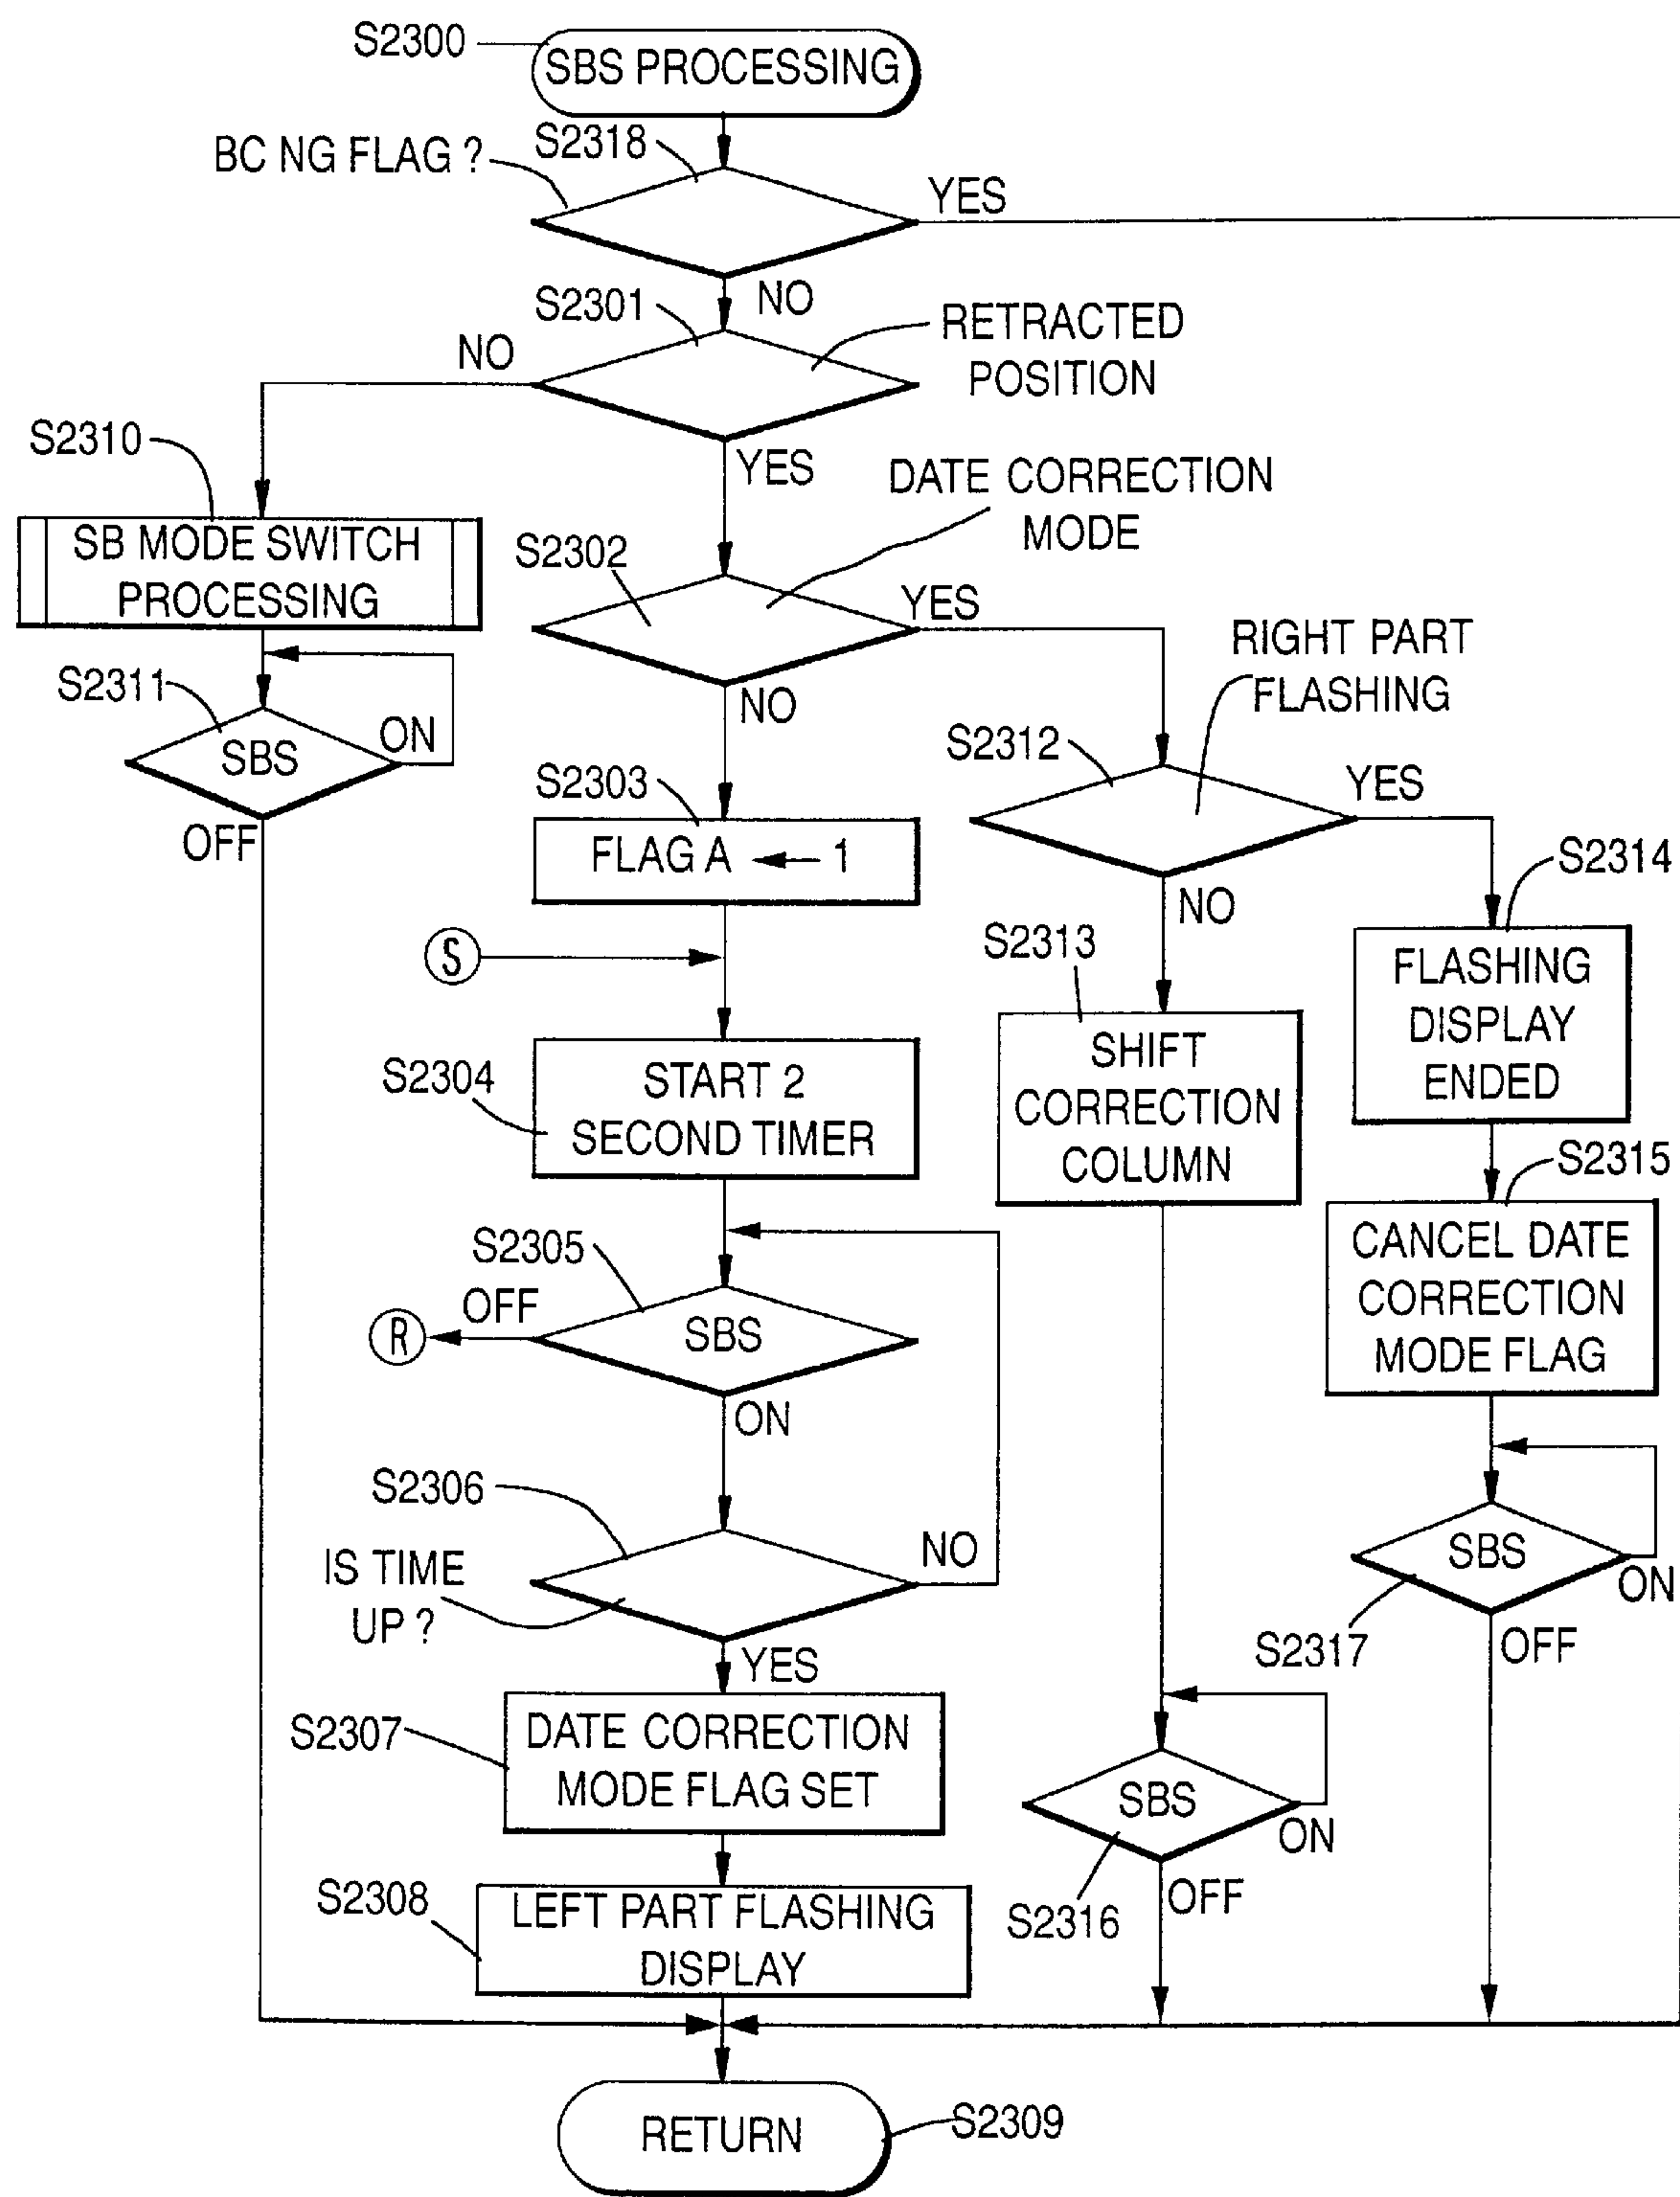 S2300
SBS PROCESSING
S2318
BC NG FLAG ?
YES
NO
S2301
RETRACTED
POSITION
NO
YES
S2310
SB MODE SWITCH
PROCESSING
DATE CORRECTION
MODE
S2302
YES
NO
RIGHT PART
FLASHING
S2311
SBS
ON
OFF
S2312
YES
NO
S2303
FLAG A ← 1
S2314
FLASHING
DISPLAY
ENDED
S
S2313
SHIFT
CORRECTION
COLUMN
S2304
START 2
SECOND TIMER
S2315
CANCEL DATE
CORRECTION
MODE FLAG
S2305
SBS
OFF
R
ON
S2306
IS TIME
UP ?
NO
YES
SBS
ON
S2317
OFF
S2307
DATE CORRECTION
MODE FLAG SET
SBS
ON
S2316
OFF
S2308
LEFT PART FLASHING
DISPLAY
RETURN
S2309